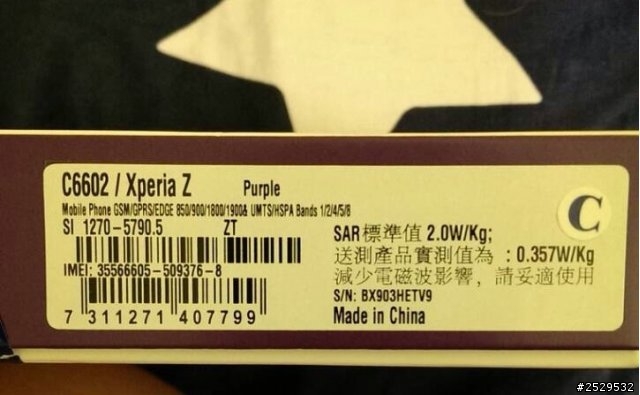 C6602 / Xperia Z Purple
Mobile Phone GSM/GPRS/EDGE 850/900/1800/1900& UMTS/HSPA Bands 1/2/4/5/8
SI 1270-5790.5 ZT
IMEI: 35566605-509376-8
7 311271 407799
C
SAR標準值 2.0W/Kg;
送測產品實測值為 : 0.357W/Kg
減少電磁波影響, 請妥適使用
S/N: BX903HETV9
Made in China
#2529532